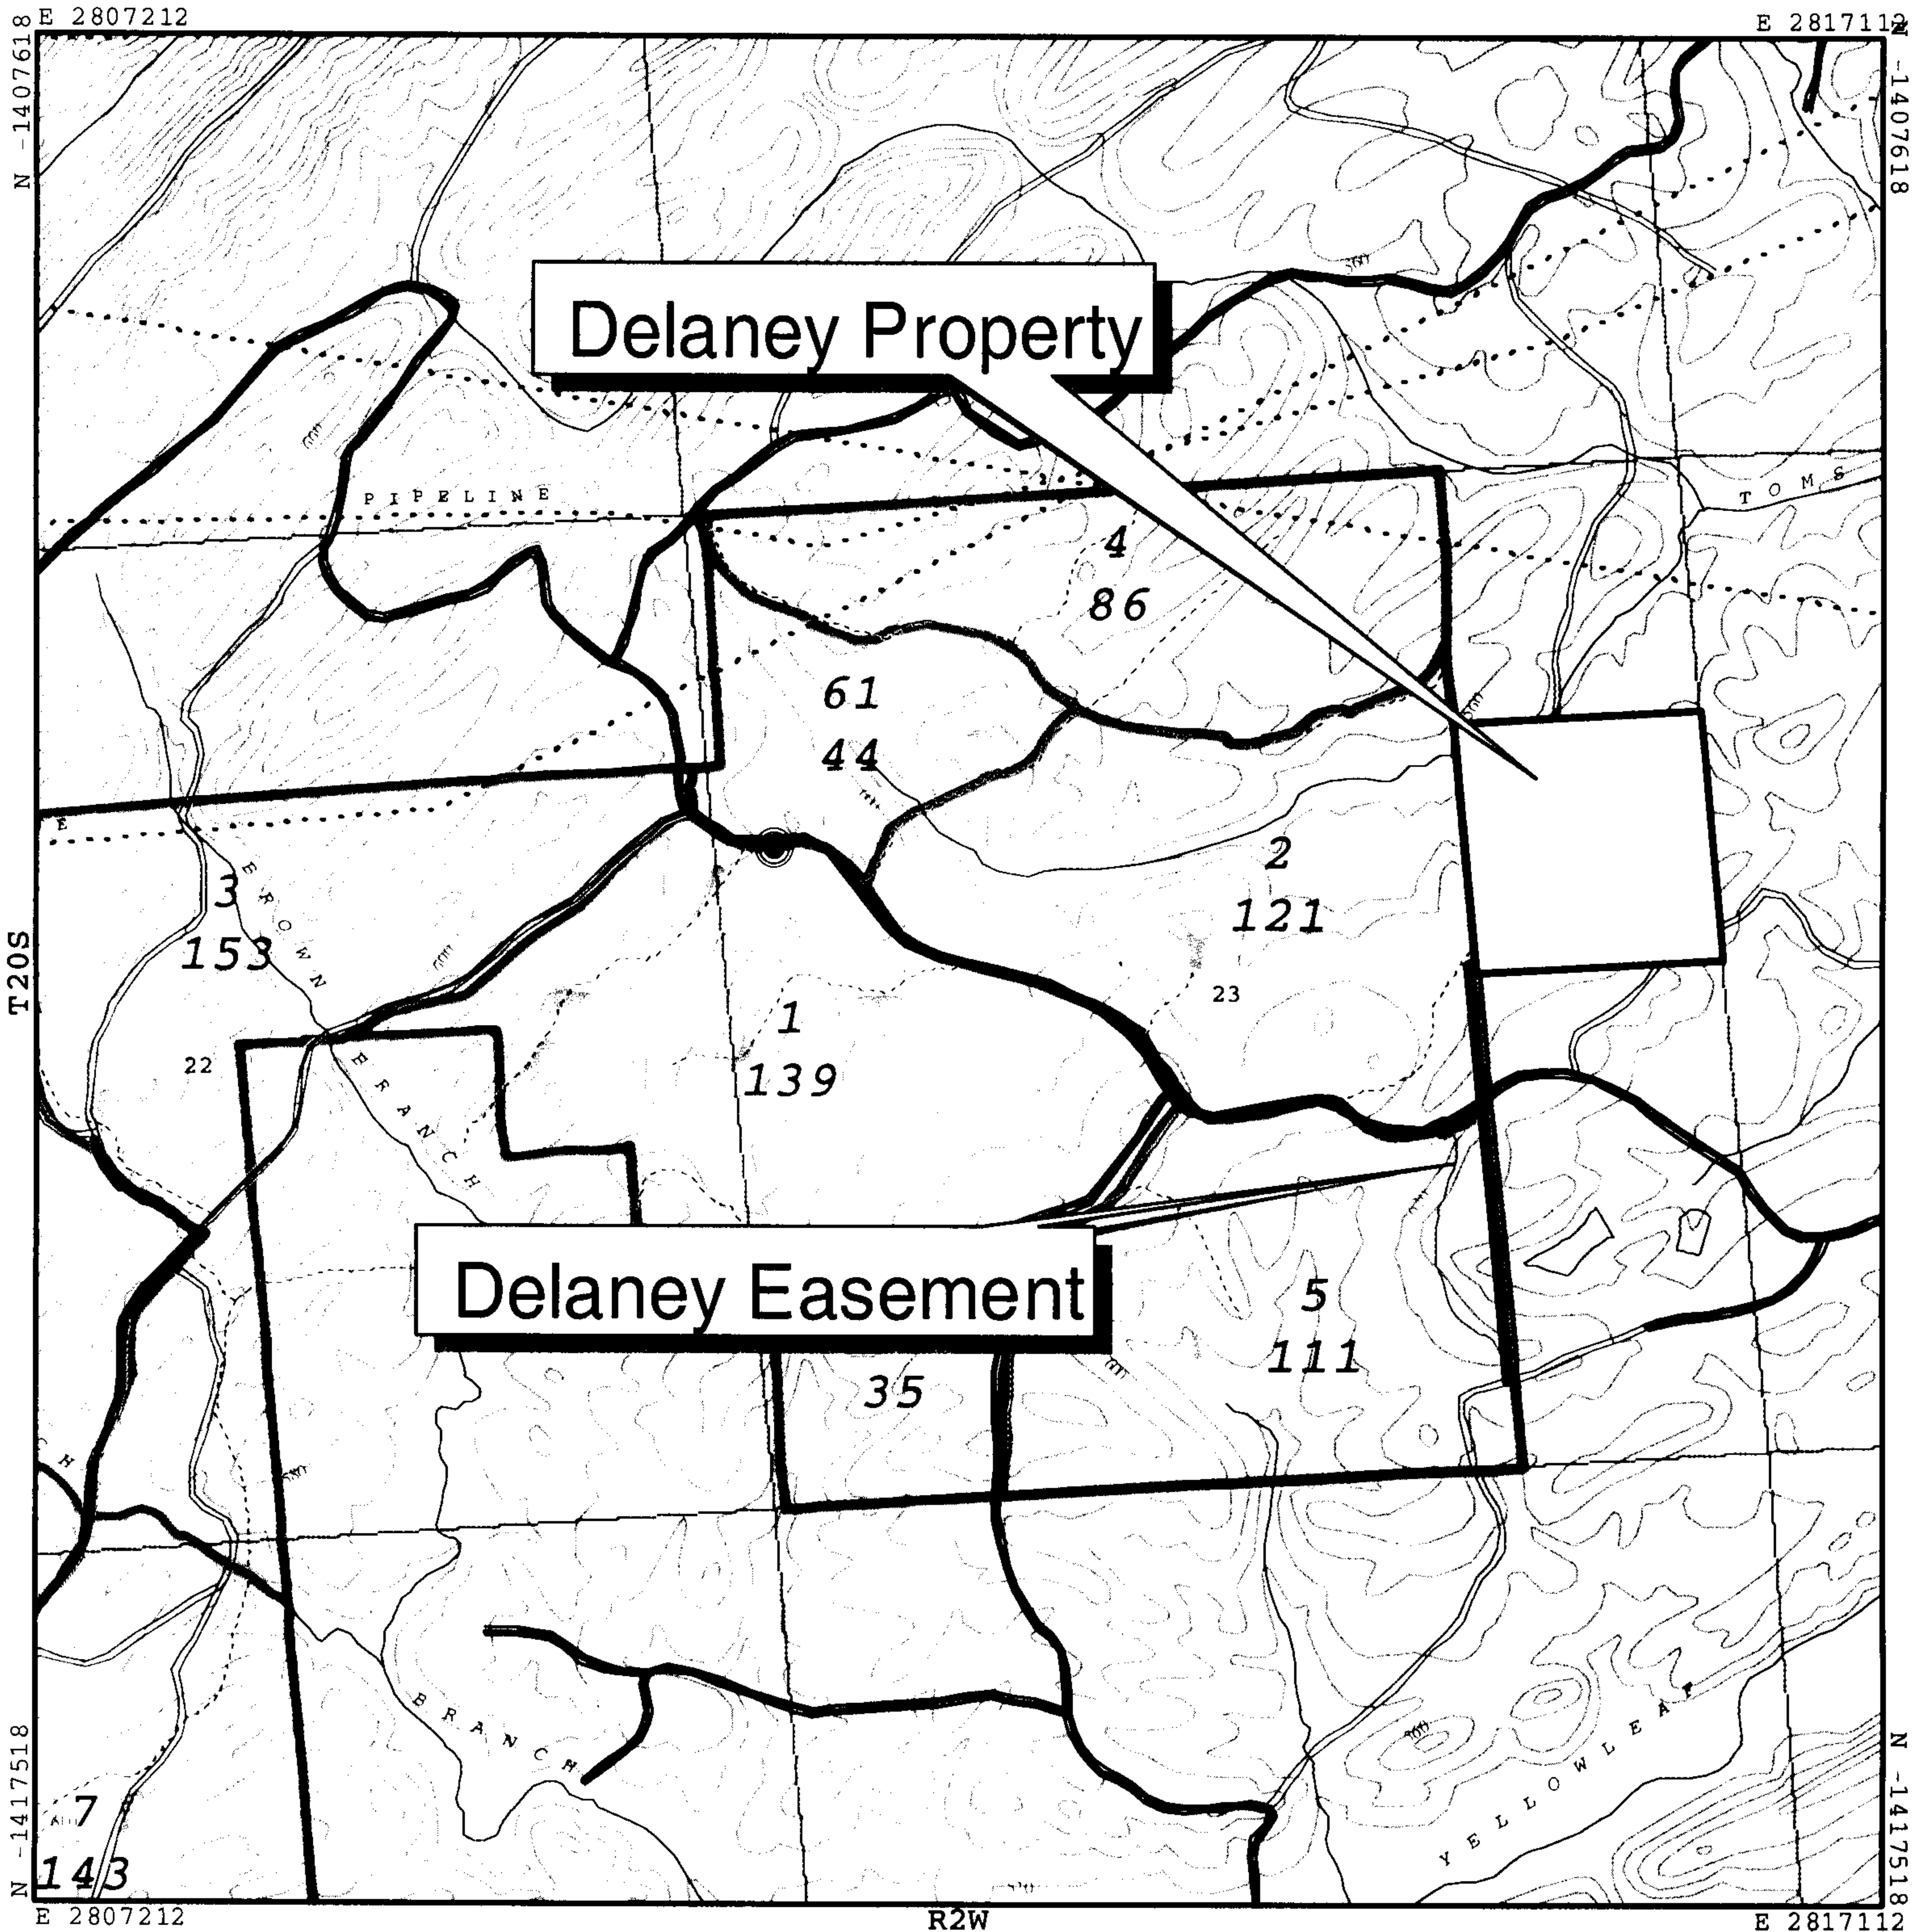 E 2807212
E 2817112
N -1407618
N -1407618
Delaney Property
PIPELINE
TOMS
4
86
61
44
2
121
3
153
BROWN
T20S
23
1
139
22
BRANCH
Delaney Easement
5
111
35
H
BRANCH
YELLOWLEAF
7
143
N -1417518
N -1417518
E 2807212
R2W
E 2817112